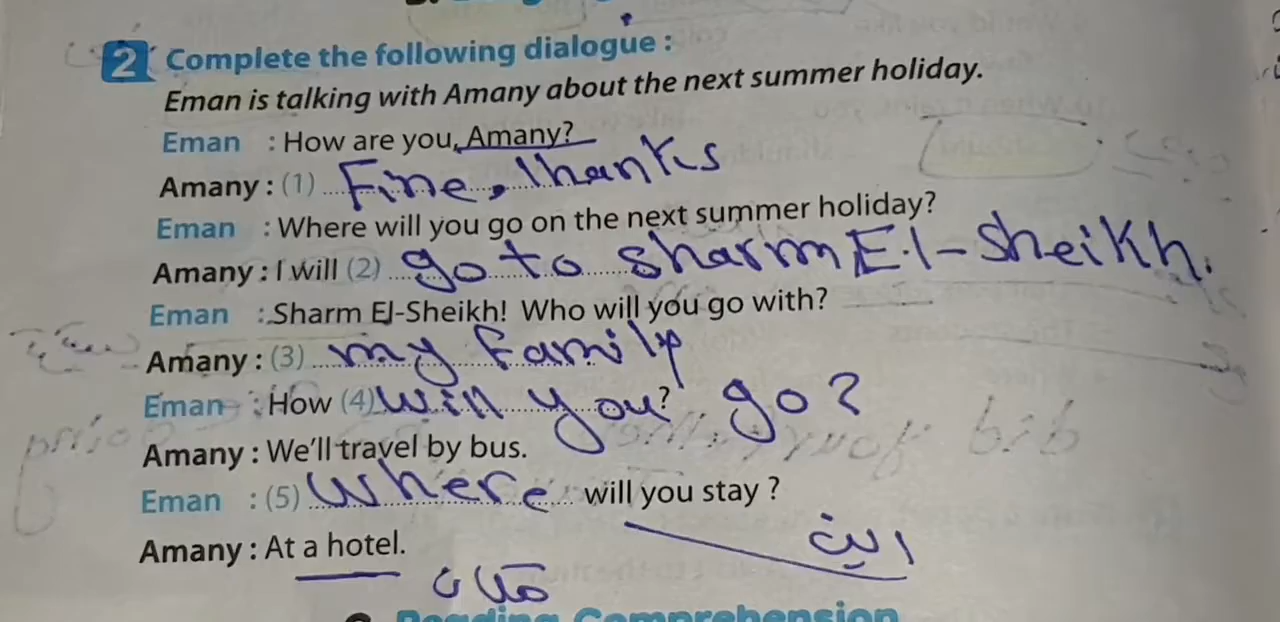 2 Complete the following dialogue :
Eman is talking with Amany about the next summer holiday.
Eman : How are you, Amany?
Amany : (1) Fine, thanks
Eman : Where will you go on the next summer holiday?
Amany : I will (2) go to sharm El-sheikh.
Eman : Sharm El-Sheikh! Who will you go with?
Amany : (3) my family
Eman : How (4) will you? go?
Amany : We'll travel by bus.
Eman : (5) Where will you stay ?
اين
Amany : At a hotel.
مكان
Reading Comprehension